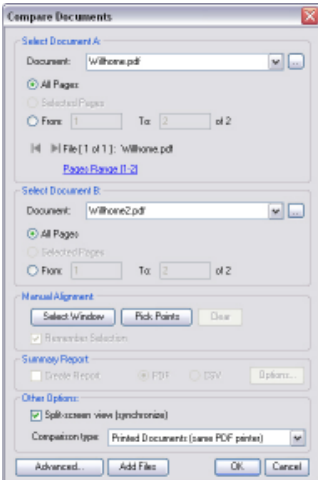 Compare Documents
Select Document A:
Document: Willhome.pdf ...
All Pages
Selected Pages
From: 1 To: 2 of 2
File [ 1 of 1 ]: 'Willhome.pdf
Pages Range [1-2]
Select Document B:
Document: Willhome2.pdf ...
All Pages
Selected Pages
From: 1 To: 2 of 2
Manual Alignment
Select Window Pick Points Clear
Remember Selection
Summary Report
Create Report PDF CSV Options...
Other Options:
Split-screen view (synchronize)
Comparison type: Printed Documents (same PDF printer)
Advanced... Add Files OK Cancel